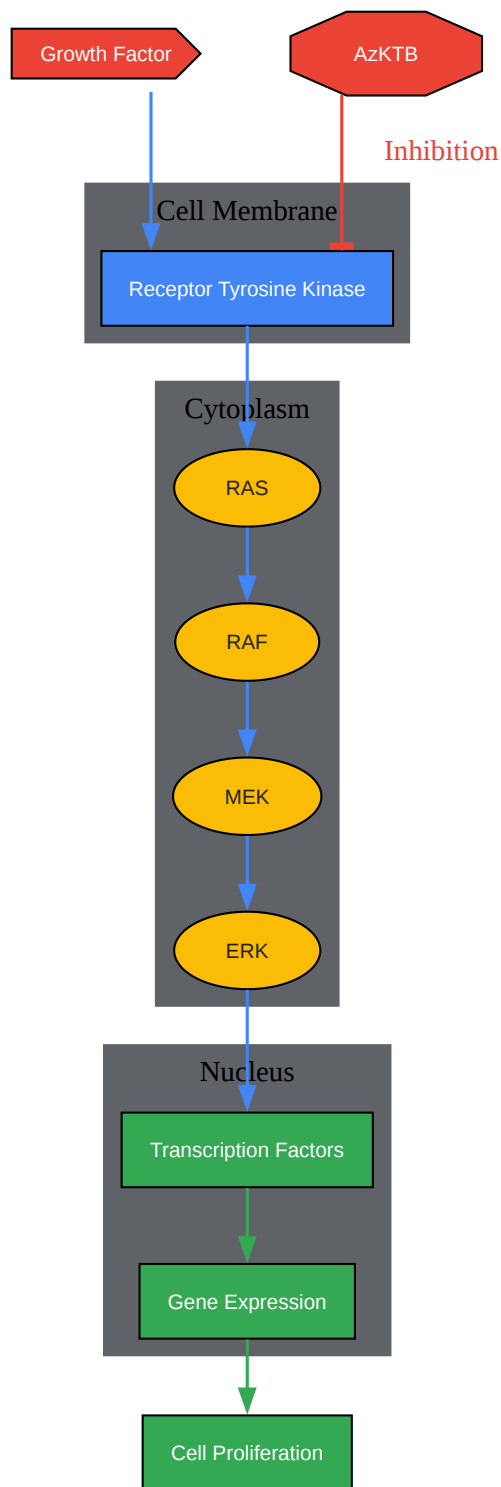 Growth Factor
AzKTB
Inhibition
Cell Membrane
Receptor Tyrosine Kinase
Cytoplasm
RAS
RAF
MEK
ERK
Nucleus
Transcription Factors
Gene Expression
Cell Proliferation